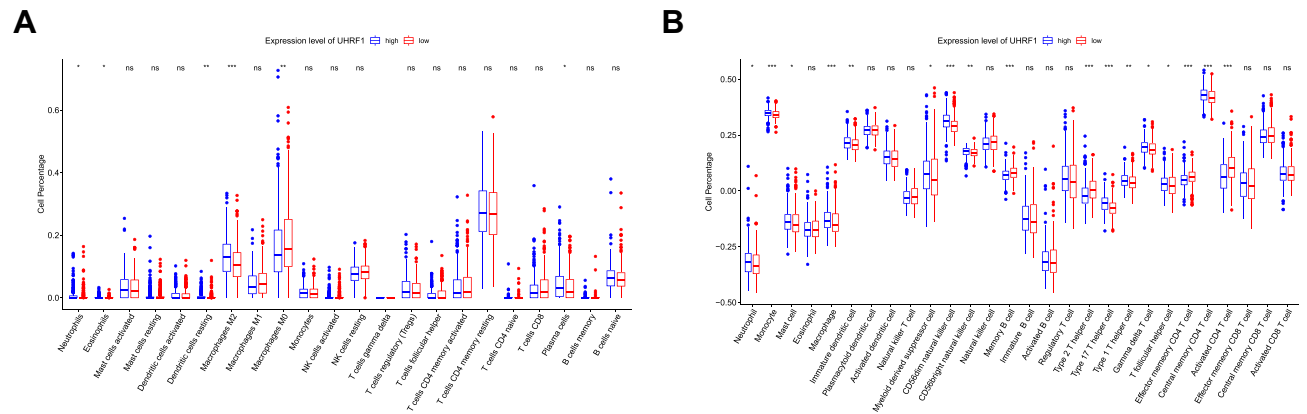 A
Expression level of UHRF1 high low
* * ns ns ns ** *** ns ** ns ns ns ns ns ns ns ns ns ns * ns ns
Cell Percentage
0.6
0.4
0.2
0.0
Neutrophils
Eosinophils
Mast cells activated
Mast cells resting
Dendritic cells activated
Dendritic cells resting
Macrophages M2
Macrophages M1
Macrophages M0
Monocytes
NK cells activated
NK cells resting
T cells gamma delta
T cells regulatory (Tregs)
T cells follicular helper
T cells CD4 memory activated
T cells CD4 memory resting
T cells CD4 naive
T cells CD8
Plasma cells
B cells memory
B cells naive
B
Expression level of UHRF1 high low
* *** * ns *** ** ns ns ns * *** ** ns *** ns ns ns *** *** ** * * *** *** *** ns ns ns
Cell Percentage
0.50
0.25
0.00
−0.25
−0.50
Neutrophil
Monocyte
Mast cell
Eosinophil
Macrophage
Immature dendritic cell
Plasmacytoid dendritic cell
Activated dendritic cell
Natural killer T cell
Myeloid derived suppressor cell
CD56dim natural killer cell
CD56bright natural killer cell
Natural killer cell
Memory B cell
Immature B cell
Activated B cell
Regulatory T cell
Type 2 T helper cell
Type 17 T helper cell
Type 1 T helper cell
Gamma delta T cell
T follicular helper cell
Effector memeory CD4 T cell
Central memory CD4 T cell
Activated CD4 T cell
Effector memeory CD8 T cell
Central memory CD8 T cell
Activated CD8 T cell